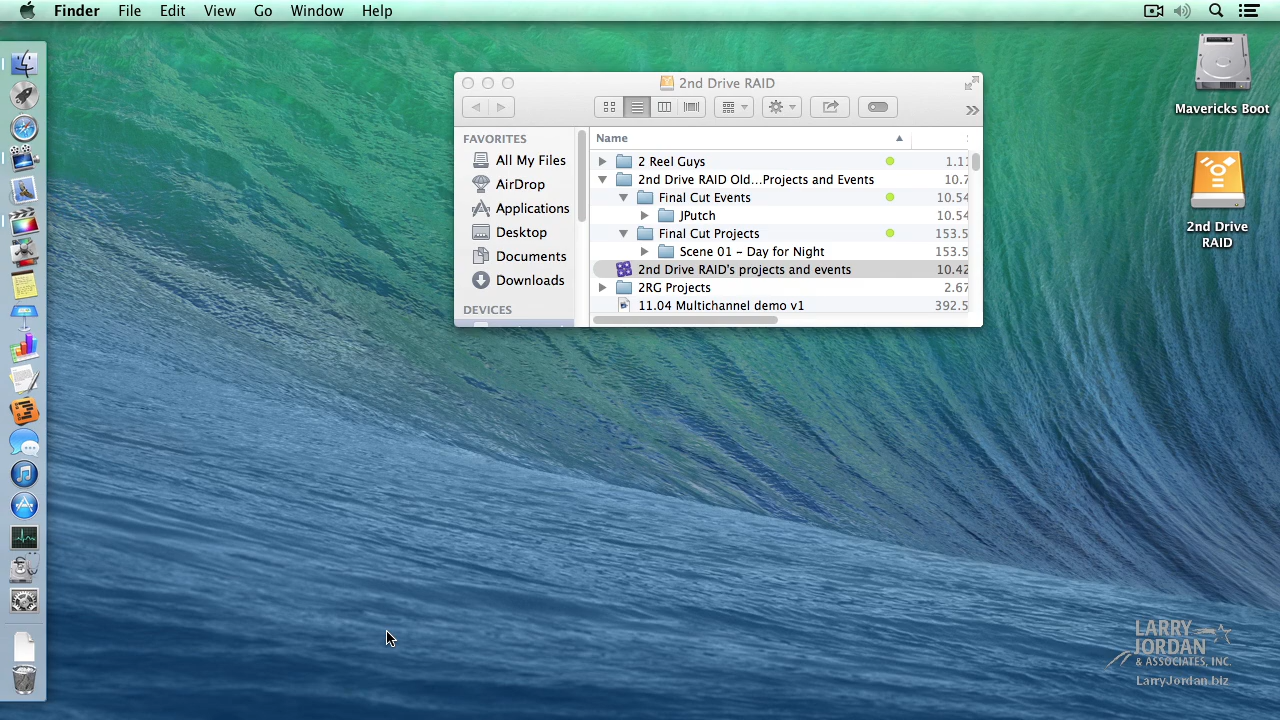 Finder File Edit View Go Window Help
2nd Drive RAID
FAVORITES
All My Files
AirDrop
Applications
Desktop
Documents
Downloads
DEVICES
Name
2 Reel Guys 1.11
2nd Drive RAID Old...Projects and Events 10.7
Final Cut Events 10.54
JPutch 10.54
Final Cut Projects 153.5
Scene 01 – Day for Night 153.5
2nd Drive RAID's projects and events 10.42
2RG Projects 2.67
11.04 Multichannel demo v1 392.5
Mavericks Boot
2nd Drive
RAID
LARRY
JORDAN
& ASSOCIATES, INC.
LarryJordan.biz